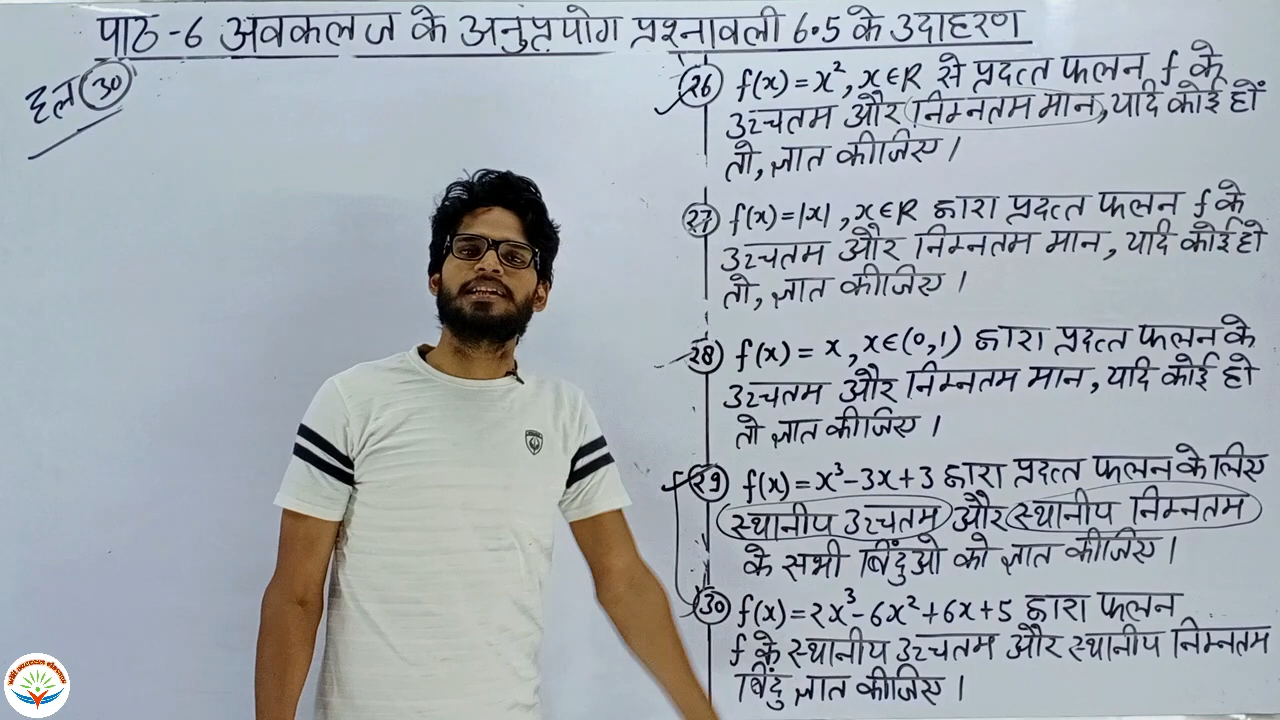 पाठ -6 अवकलज के अनुप्रयोग प्रश्नावली 6.5 के उदाहरण
हल 30
26 f(x) = x², x∈R से प्रदत्त फलन f के
उच्चतम और निम्नतम मान, यदि कोई हों
तो, ज्ञात कीजिए।
27 f(x)=|x|, x∈R द्वारा प्रदत्त फलन f के
उच्चतम और निम्नतम मान, यदि कोई हो
तो, ज्ञात कीजिए।
28 f(x) = x, x∈(0,1) द्वारा प्रदत्त फलन के
उच्चतम और निम्नतम मान, यदि कोई हो
तो ज्ञात कीजिए।
29 f(x) = x³-3x+3 द्वारा प्रदत्त फलन के लिए
स्थानीय उच्चतम और स्थानीय निम्नतम
के सभी बिंदुओ को ज्ञात कीजिए।
30 f(x)=2x³-6x²+6x+5 द्वारा फलन
f के स्थानीय उच्चतम और स्थानीय निम्नतम
बिंदु ज्ञात कीजिए।